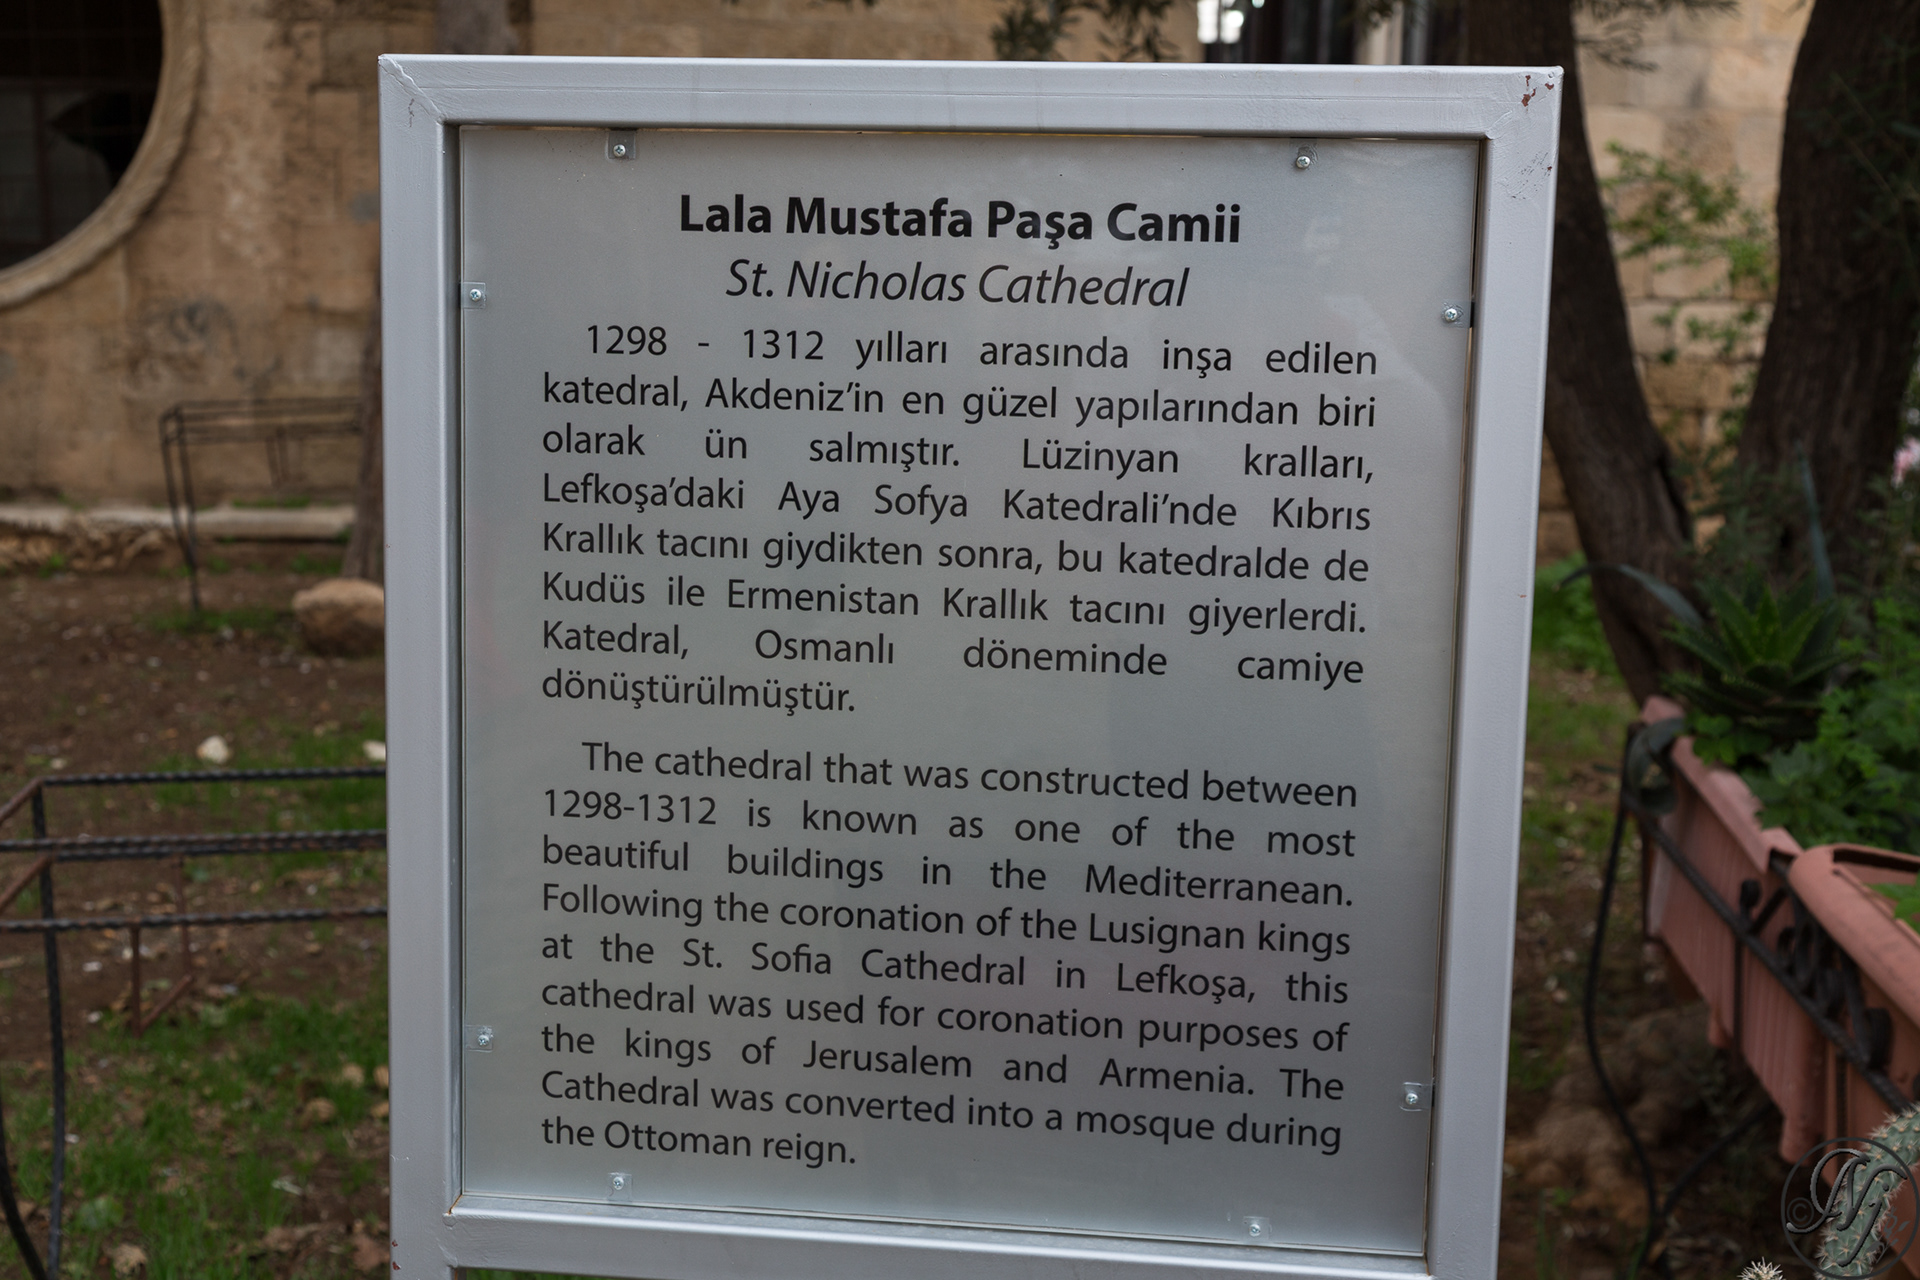 Lala Mustafa Paşa Camii
St. Nicholas Cathedral
1298 - 1312 yılları arasında inşa edilen
katedral, Akdeniz’in en güzel yapılarından biri
olarak ün salmıştır. Lüzinyan kralları,
Lefkoşa’daki Aya Sofya Katedrali’nde Kıbrıs
Krallık tacını giydikten sonra, bu katedralde de
Kudüs ile Ermenistan Krallık tacını giyerlerdi.
Katedral, Osmanlı döneminde camiye
dönüştürülmüştür.
The cathedral that was constructed between
1298-1312 is known as one of the most
beautiful buildings in the Mediterranean.
Following the coronation of the Lusignan kings
at the St. Sofia Cathedral in Lefkoşa, this
cathedral was used for coronation purposes of
the kings of Jerusalem and Armenia. The
Cathedral was converted into a mosque during
the Ottoman reign.